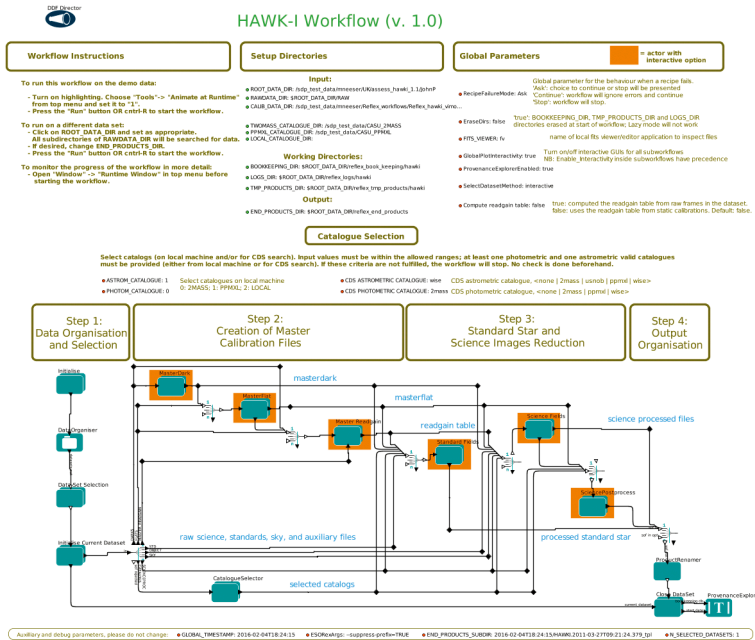 DDF Director
HAWK-I Workflow (v. 1.0)
Workflow Instructions
To run this workflow on the demo data:
- Turn on highlighting. Choose "Tools"-> "Animate at Runtime"
from top menu and set it to "1".
- Press the "Run" button OR cntrl-R to start the workflow.
To run on a different data set:
- Click on ROOT_DATA_DIR and set as appropriate.
All subdirectories of RAWDATA_DIR will be searched for data.
- If desired, change END_PRODUCTS_DIR.
- Press the "Run" button OR cntrl-R to start the workflow.
To monitor the progress of the workflow in more detail:
- Open "Window" -> "Runtime Window" in top menu before
starting the workflow.
Setup Directories
Input:
ROOT_DATA_DIR: /sdp_test_data/mneeser/UK/assess_hawki_1.1/JohnP
RAWDATA_DIR: $ROOT_DATA_DIR/RAW
CALIB_DATA_DIR: /sdp_test_data/mneeser/Reflex_workflows/Reflex_hawki_vimo...
TWOMASS_CATALOGUE_DIR: /sdp_test_data/CASU_2MASS
PPMXL_CATALOGUE_DIR: /sdp_test_data/CASU_PPMXL
LOCAL_CATALOGUE_DIR:
Working Directories:
BOOKKEEPING_DIR: $ROOT_DATA_DIR/reflex_book_keeping/hawki
LOGS_DIR: $ROOT_DATA_DIR/reflex_logs/hawki
TMP_PRODUCTS_DIR: $ROOT_DATA_DIR/reflex_tmp_products/hawki
Output:
END_PRODUCTS_DIR: $ROOT_DATA_DIR/reflex_end_products
Global Parameters
= actor with
interactive option
RecipeFailureMode: Ask
Global parameter for the behaviour when a recipe fails.
'Ask': choice to continue or stop will be presented
'Continue': workflow will ignore errors and continue
'Stop': workflow will stop.
EraseDirs: false
'true': BOOKKEEPING_DIR, TMP_PRODUCTS_DIR and LOGS_DIR
directories erased at start of workflow; Lazy mode will not work
FITS_VIEWER: fv
name of local fits viewer/editor application to inspect files
GlobalPlotInteractivity: true
Turn on/off interactive GUIs for all subworkflows
NB: Enable_Interactivity inside subworkflows have precedence
ProvenanceExplorerEnabled: true
SelectDatasetMethod: interactive
Compute readgain table: false
true: computed the readgain table from raw frames in the dataset.
false: uses the readgain table from static calibrations. Default: false.
Catalogue Selection
Select catalogs (on local machine and/or for CDS search). Input values must be within the allowed ranges; at least one photometric and one astrometric valid catalogues
must be provided (either from local machine or for CDS search). If these criteria are not fulfilled, the workflow will stop. No check is done beforehand.
ASTROM_CATALOGUE: 1
PHOTOM_CATALOGUE: 0
Select catalogues on local machine
0: 2MASS; 1: PPMXL; 2: LOCAL
CDS ASTROMETRIC CATALOGUE: wise
CDS astrometric catalogue, <none | 2mass | usnob | ppmxl | wise>
CDS PHOTOMETRIC CATALOGUE: 2mass
CDS photometric catalogue, <none | 2mass | ppmxl | wise>
Step 1:
Data Organisation
and Selection
Step 2:
Creation of Master
Calibration Files
Step 3:
Standard Star and
Science Images Reduction
Step 4:
Output
Organisation
Initialise
MasterDark
masterdark
MasterFlat
masterflat
Master Readgain
readgain table
Standard Fields
Science Fields
science processed files
DataOrganiser
DataSet Selection
SciencePostprocess
Initialise Current Dataset
raw science, standards, sky, and auxiliary files
processed standard star
ProductRenamer
CatalogueSelector
selected catalogs
Close DataSet
ProvenanceExplor
Auxiliary and debug parameters, please do not change:
GLOBAL_TIMESTAMP: 2016-02-04T18:24:15
ESORexArgs: --suppress-prefix=TRUE
END_PRODUCTS_SUBDIR: 2016-02-04T18:24:15/HAWKI.2011-03-27T09:21:24.379_tpl
N_SELECTED_DATASETS: 1